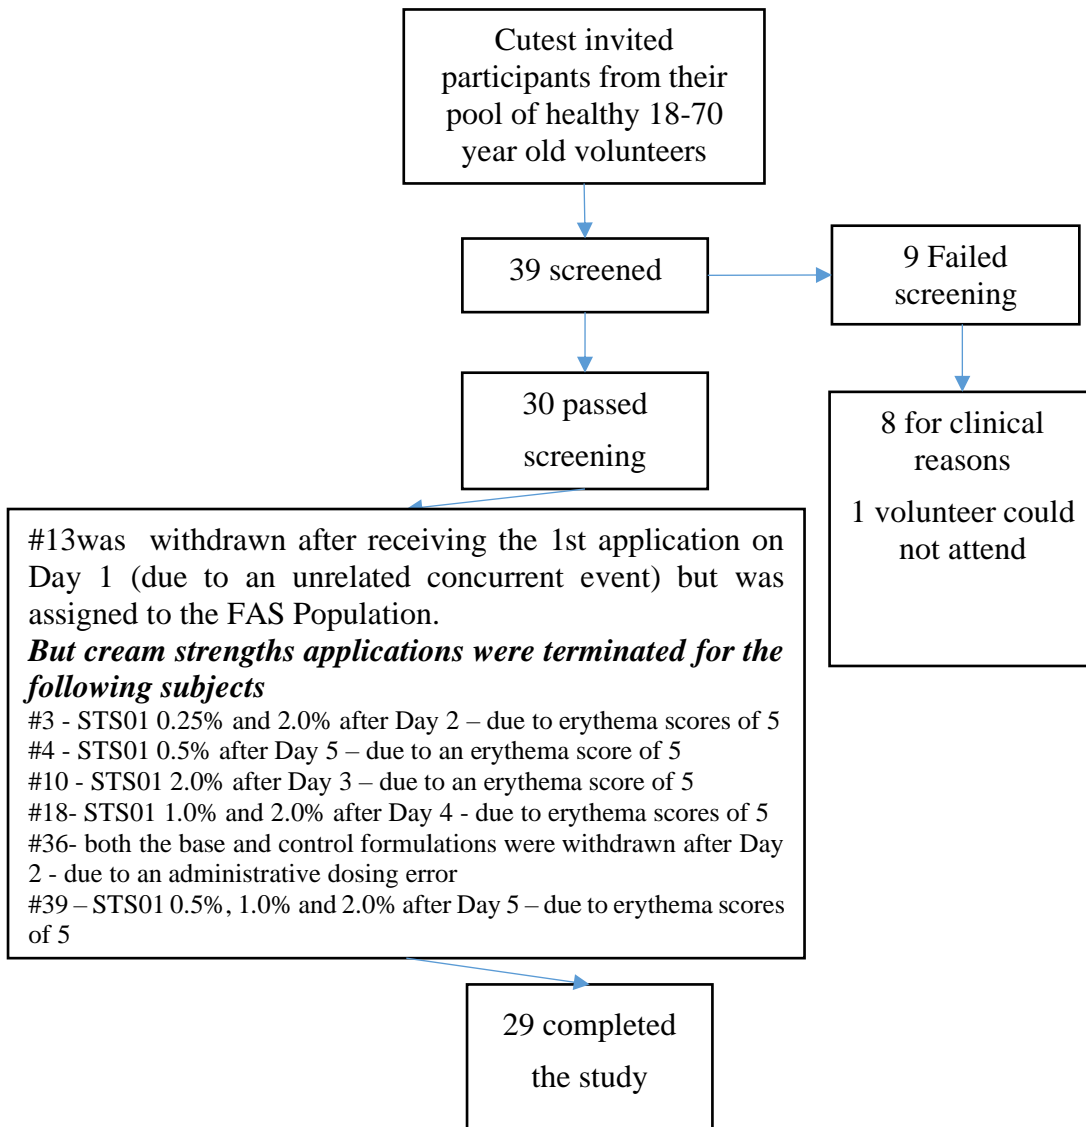 Cutest invited
participants from their
pool of healthy 18-70
year old volunteers
39 screened
9 Failed
screening
30 passed
screening
8 for clinical
reasons
1 volunteer could
not attend
#13was withdrawn after receiving the 1st application on
Day 1 (due to an unrelated concurrent event) but was
assigned to the FAS Population.
But cream strengths applications were terminated for the
following subjects
#3 - STS01 0.25% and 2.0% after Day 2 – due to erythema scores of 5
#4 - STS01 0.5% after Day 5 – due to an erythema score of 5
#10 - STS01 2.0% after Day 3 – due to an erythema score of 5
#18- STS01 1.0% and 2.0% after Day 4 - due to erythema scores of 5
#36- both the base and control formulations were withdrawn after Day
2 - due to an administrative dosing error
#39 – STS01 0.5%, 1.0% and 2.0% after Day 5 – due to erythema scores
of 5
29 completed
the study